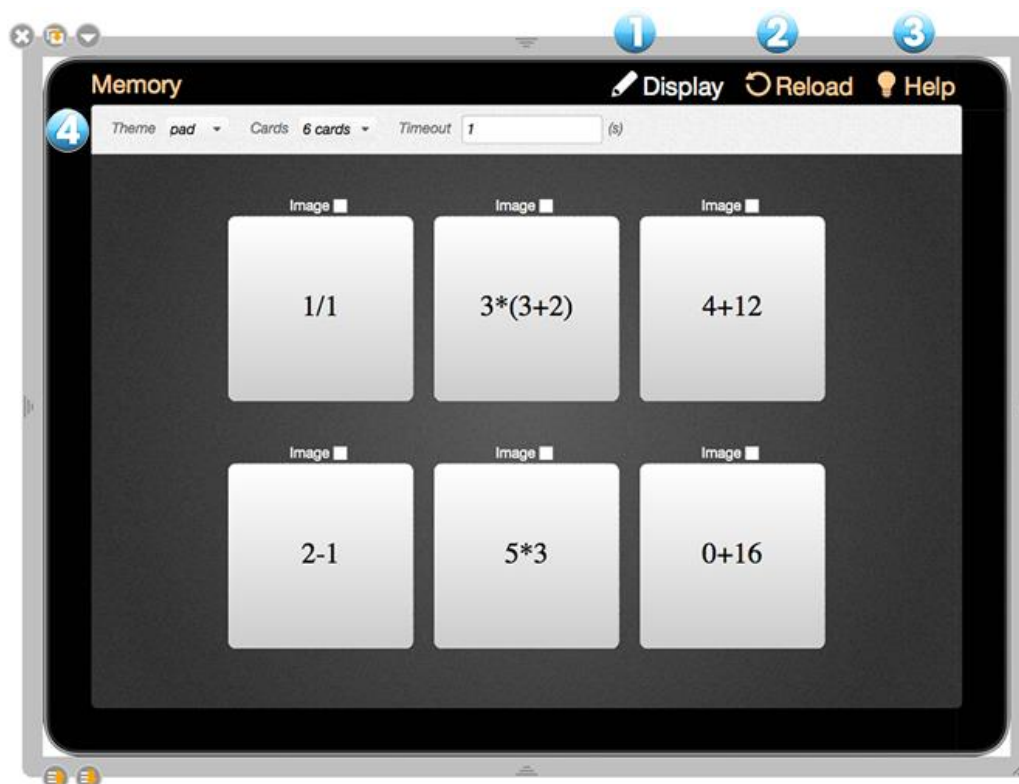 1 2 3
Memory Display Reload Help
4 Theme pad Cards 6 cards Timeout 1 (s)
Image Image Image
1/1 3*(3+2) 4+12
Image Image Image
2-1 5*3 0+16